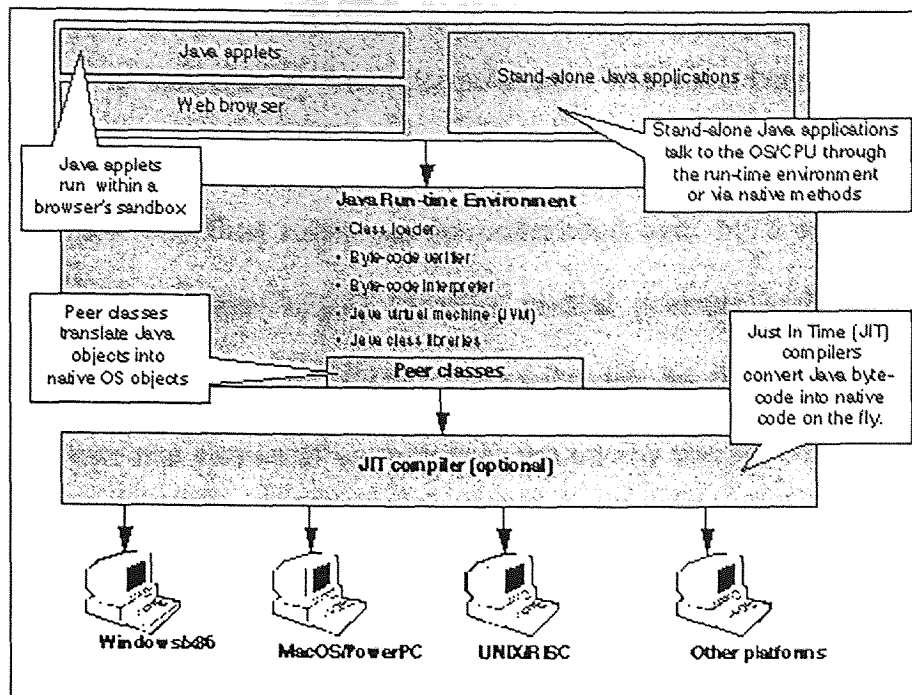 Java applets
Web browser
Stand-alone Java applications
Java applets
run within a
browser's sandbox
Stand-alone Java applications
talk to the OS/CPU through
the run-time environment
or via native methods
Java Run-time Environment
• Class loader
• Byte-code verifier
• Byte-code Interpreter
• Java virtual machine (JVM)
• Java class libraries
Peer classes
translate Java
objects into
native OS objects
Peer classes
Just In Time (JIT)
compilers
convert Java byte-
code into native
code on the fly.
JIT compiler (optional)
Windows/x86
MacOS/PowerPC
UNIX/RISC
Other platforms